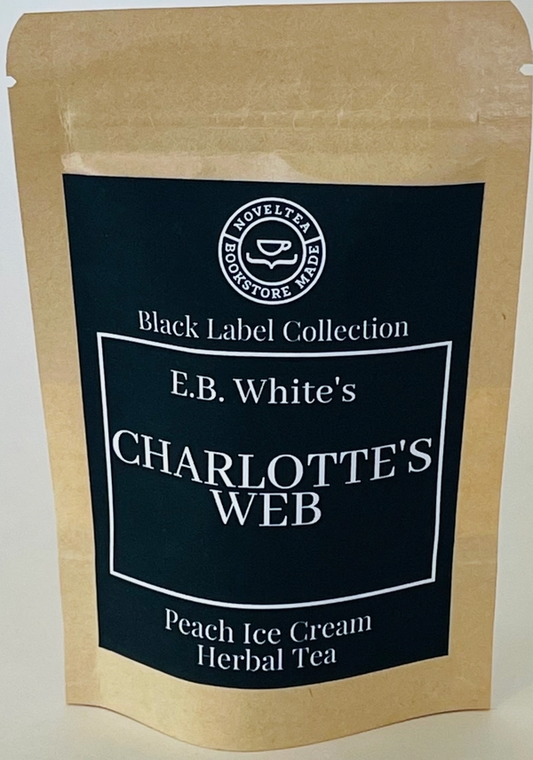 NOVELTEA
BOOKSTORE MADE
Black Label Collection
E.B. White's
CHARLOTTE'S
WEB
Peach Ice Cream
Herbal Tea